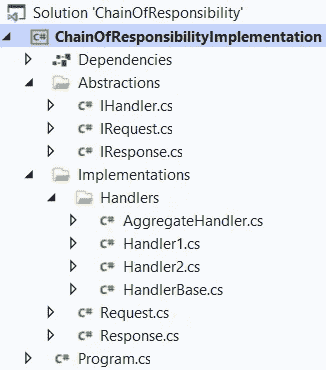 Solution 'ChainOfResponsibility'
C# ChainOfResponsibilityImplementation
Dependencies
Abstractions
C# IHandler.cs
C# IRequest.cs
C# IResponse.cs
Implementations
Handlers
C# AggregateHandler.cs
C# Handler1.cs
C# Handler2.cs
C# HandlerBase.cs
C# Request.cs
C# Response.cs
C# Program.cs